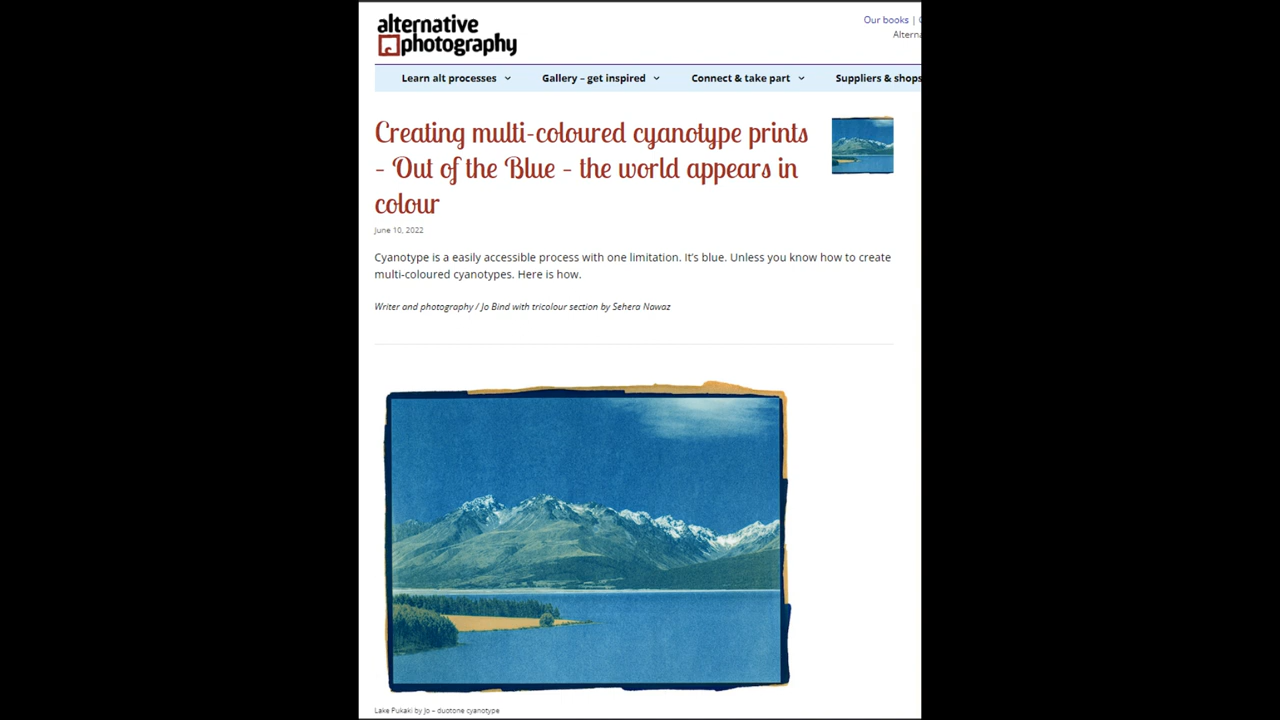 alternative
photography
Our books |
Learn alt processes
Gallery – get inspired
Connect & take part
Suppliers & shops
Creating multi-coloured cyanotype prints
– Out of the Blue – the world appears in
colour
June 10, 2022
Cyanotype is a easily accessible process with one limitation. It's blue. Unless you know how to create
multi-coloured cyanotypes. Here is how.
Writer and photography / Jo Bind with tricolour section by Sehera Nawaz
Lake Pukaki by Jo – duotone cyanotype